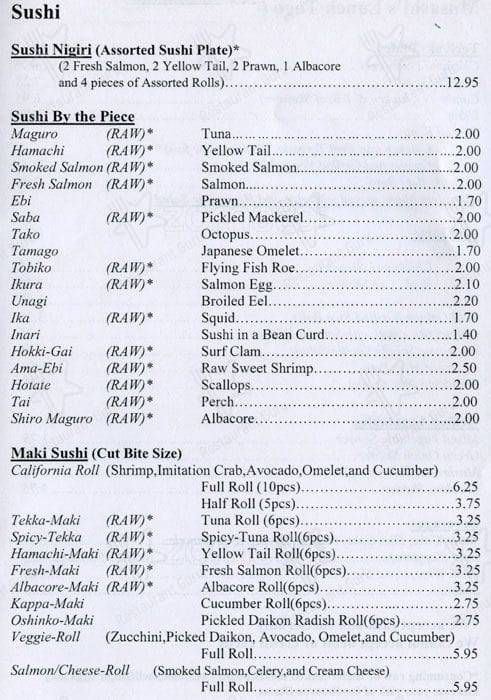 Sushi
Sushi Nigiri (Assorted Sushi Plate)*
(2 Fresh Salmon, 2 Yellow Tail, 2 Prawn, 1 Albacore
and 4 pieces of Assorted Rolls)..........................................12.95
Sushi By the Piece
Maguro (RAW)* Tuna..........................................2.00
Hamachi (RAW)* Yellow Tail..........................................2.00
Smoked Salmon (RAW)* Smoked Salmon..........................................2.00
Fresh Salmon (RAW)* Salmon..........................................2.00
Ebi Prawn..........................................1.70
Saba (RAW)* Pickled Mackerel..........................................2.00
Tako Octopus..........................................2.00
Tamago Japanese Omelet..........................................1.70
Tobiko (RAW)* Flying Fish Roe..........................................2.00
Ikura (RAW)* Salmon Egg..........................................2.10
Unagi Broiled Eel..........................................2.20
Ika (RAW)* Squid..........................................1.70
Inari Sushi in a Bean Curd..........................................1.40
Hokki-Gai (RAW)* Surf Clam..........................................2.00
Ama-Ebi (RAW)* Raw Sweet Shrimp..........................................2.50
Hotate (RAW)* Scallops..........................................2.00
Tai (RAW)* Perch..........................................2.00
Shiro Maguro (RAW)* Albacore..........................................2.00
Maki Sushi (Cut Bite Size)
California Roll (Shrimp,Imitation Crab,Avocado,Omelet,and Cucumber)
Full Roll (10pcs)..........................................6.25
Half Roll (5pcs)..........................................3.75
Tekka-Maki (RAW)* Tuna Roll (6pcs)..........................................3.25
Spicy-Tekka (RAW)* Spicy-Tuna Roll(6pcs)..........................................3.25
Hamachi-Maki (RAW)* Yellow Tail Roll(6pcs)..........................................3.25
Fresh-Maki (RAW)* Fresh Salmon Roll(6pcs)..........................................3.25
Albacore-Maki (RAW)* Albacore Roll(6pcs)..........................................3.25
Kappa-Maki Cucumber Roll(6pcs)..........................................2.75
Oshinko-Maki Pickled Daikon Radish Roll(6pcs)..........................................2.75
Veggie-Roll (Zucchini,Picked Daikon, Avocado, Omelet,and Cucumber)
Full Roll..........................................5.95
Salmon/Cheese-Roll (Smoked Salmon,Celery,and Cream Cheese)
Full Roll..........................................5.95